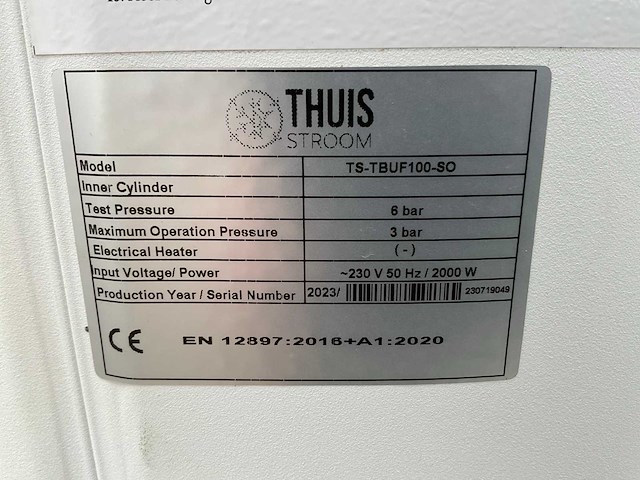 THUIS
STROOM
Model TS-TBUF100-SO
Inner Cylinder
Test Pressure 6 bar
Maximum Operation Pressure 3 bar
Electrical Heater (-)
Input Voltage/ Power ~230 V 50 Hz / 2000 W
Production Year / Serial Number 2023/ 230719049
CE EN 12897:2016+A1:2020